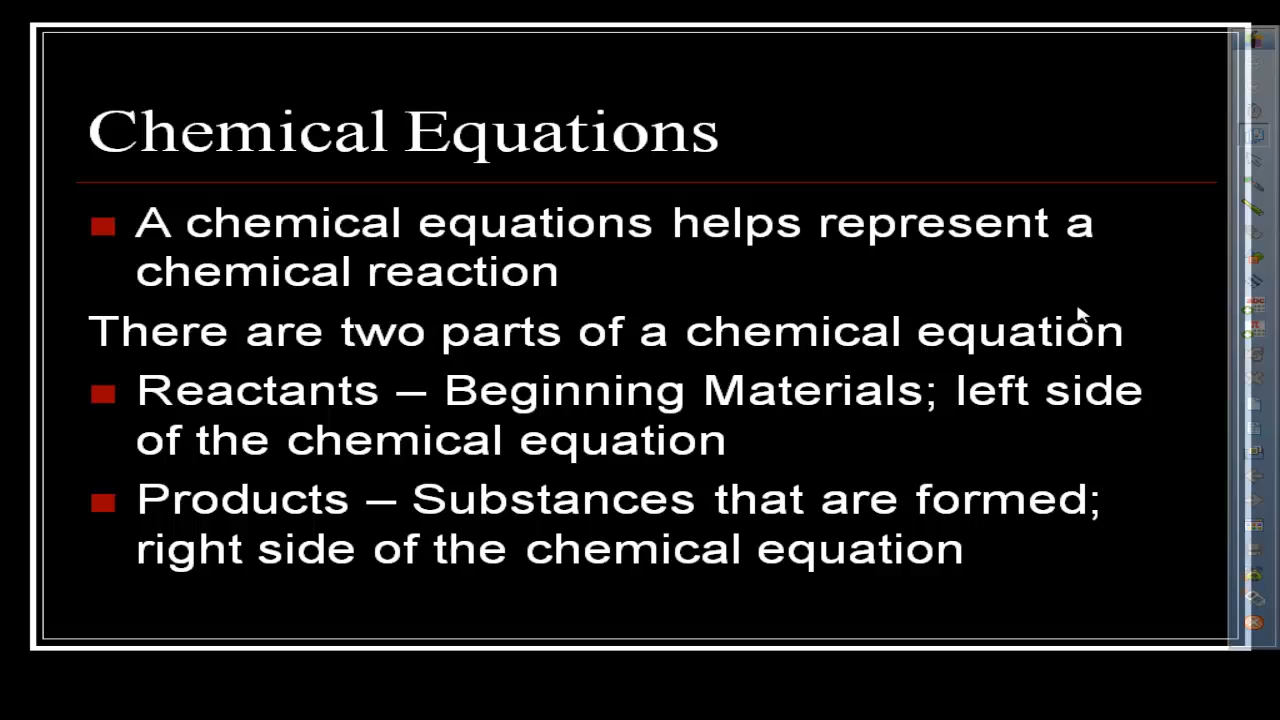 Chemical Equations
A chemical equations helps represent a
chemical reaction
There are two parts of a chemical equation
Reactants – Beginning Materials; left side
of the chemical equation
Products – Substances that are formed;
right side of the chemical equation